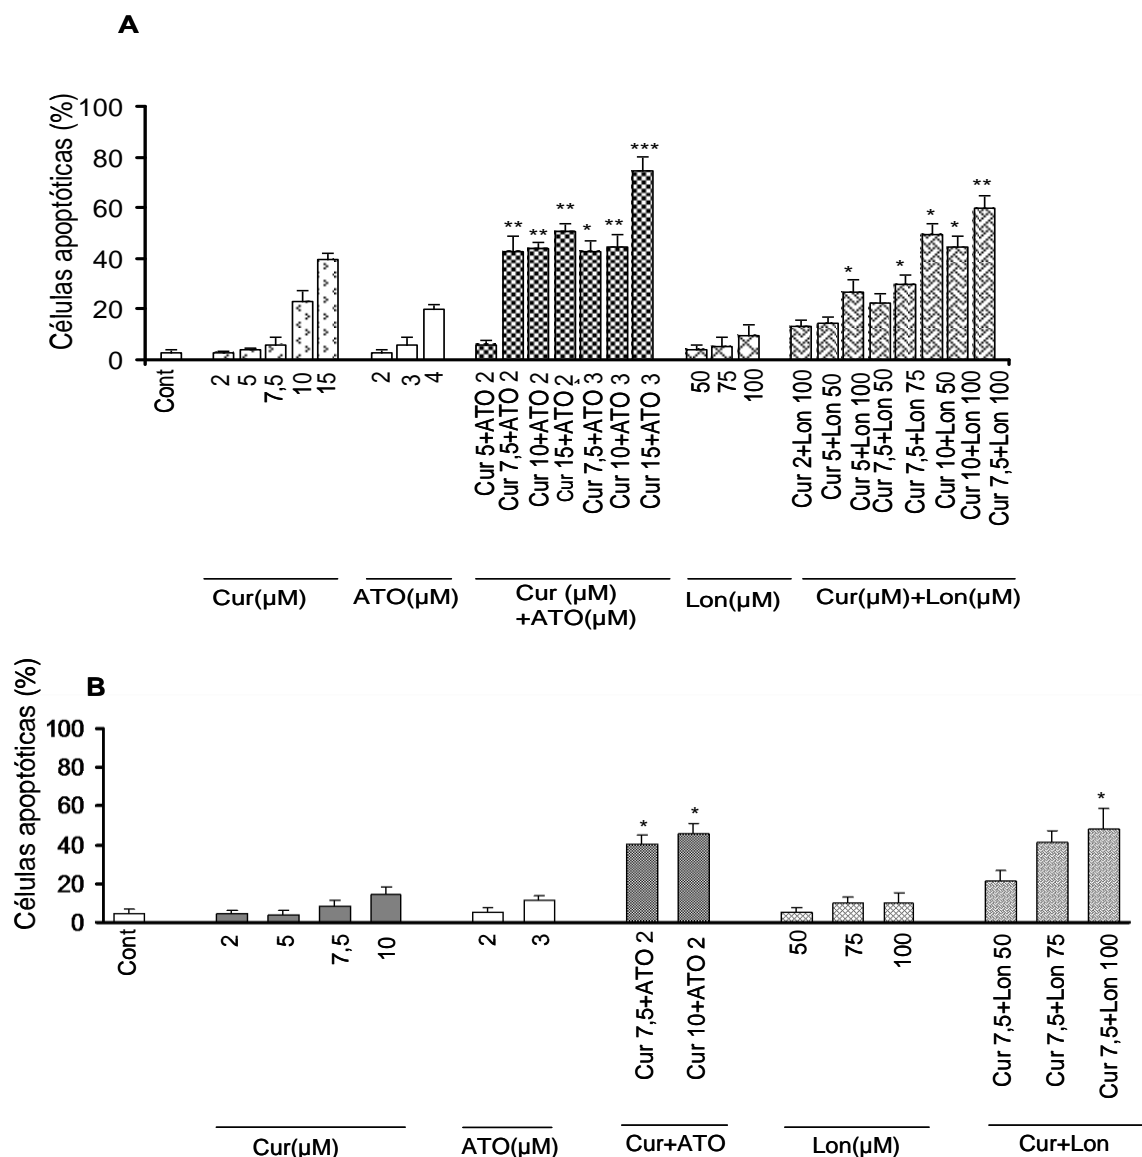 A
Células apoptóticas (%)
100
80
60
40
20
0
***
**
**
**
*
**
*
*
*
*
**
Cont
2
5
7,5
10
15
2
3
4
Cur 5+ATO 2
Cur 7,5+ATO 2
Cur 10+ATO 2
Cur 15+ATO 2
Cur 7,5+ATO 3
Cur 10+ATO 3
Cur 15+ATO 3
50
75
100
Cur 2+Lon 100
Cur 5+Lon 50
Cur 5+Lon 100
Cur 7,5+Lon 50
Cur 7,5+Lon 75
Cur 10+Lon 50
Cur 10+Lon 100
Cur 7,5+Lon 100
Cur(µM)
ATO(µM)
Cur (µM)
+ATO(µM)
Lon(µM)
Cur(µM)+Lon(µM)
B
Células apoptóticas (%)
100
80
60
40
20
0
*
*
*
Cont
2
5
7,5
10
2
3
Cur 7,5+ATO 2
Cur 10+ATO 2
50
75
100
Cur 7,5+Lon 50
Cur 7,5+Lon 75
Cur 7,5+Lon 100
Cur(µM)
ATO(µM)
Cur+ATO
Lon(µM)
Cur+Lon